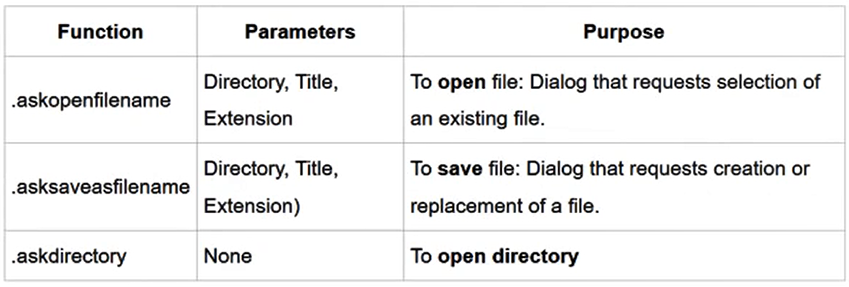 Function Parameters Purpose
.askopenfilename
Directory, Title,
Extension
To open file: Dialog that requests selection of
an existing file.
.asksaveasfilename
Directory, Title,
Extension)
To save file: Dialog that requests creation or
replacement of a file.
.askdirectory
None
To open directory